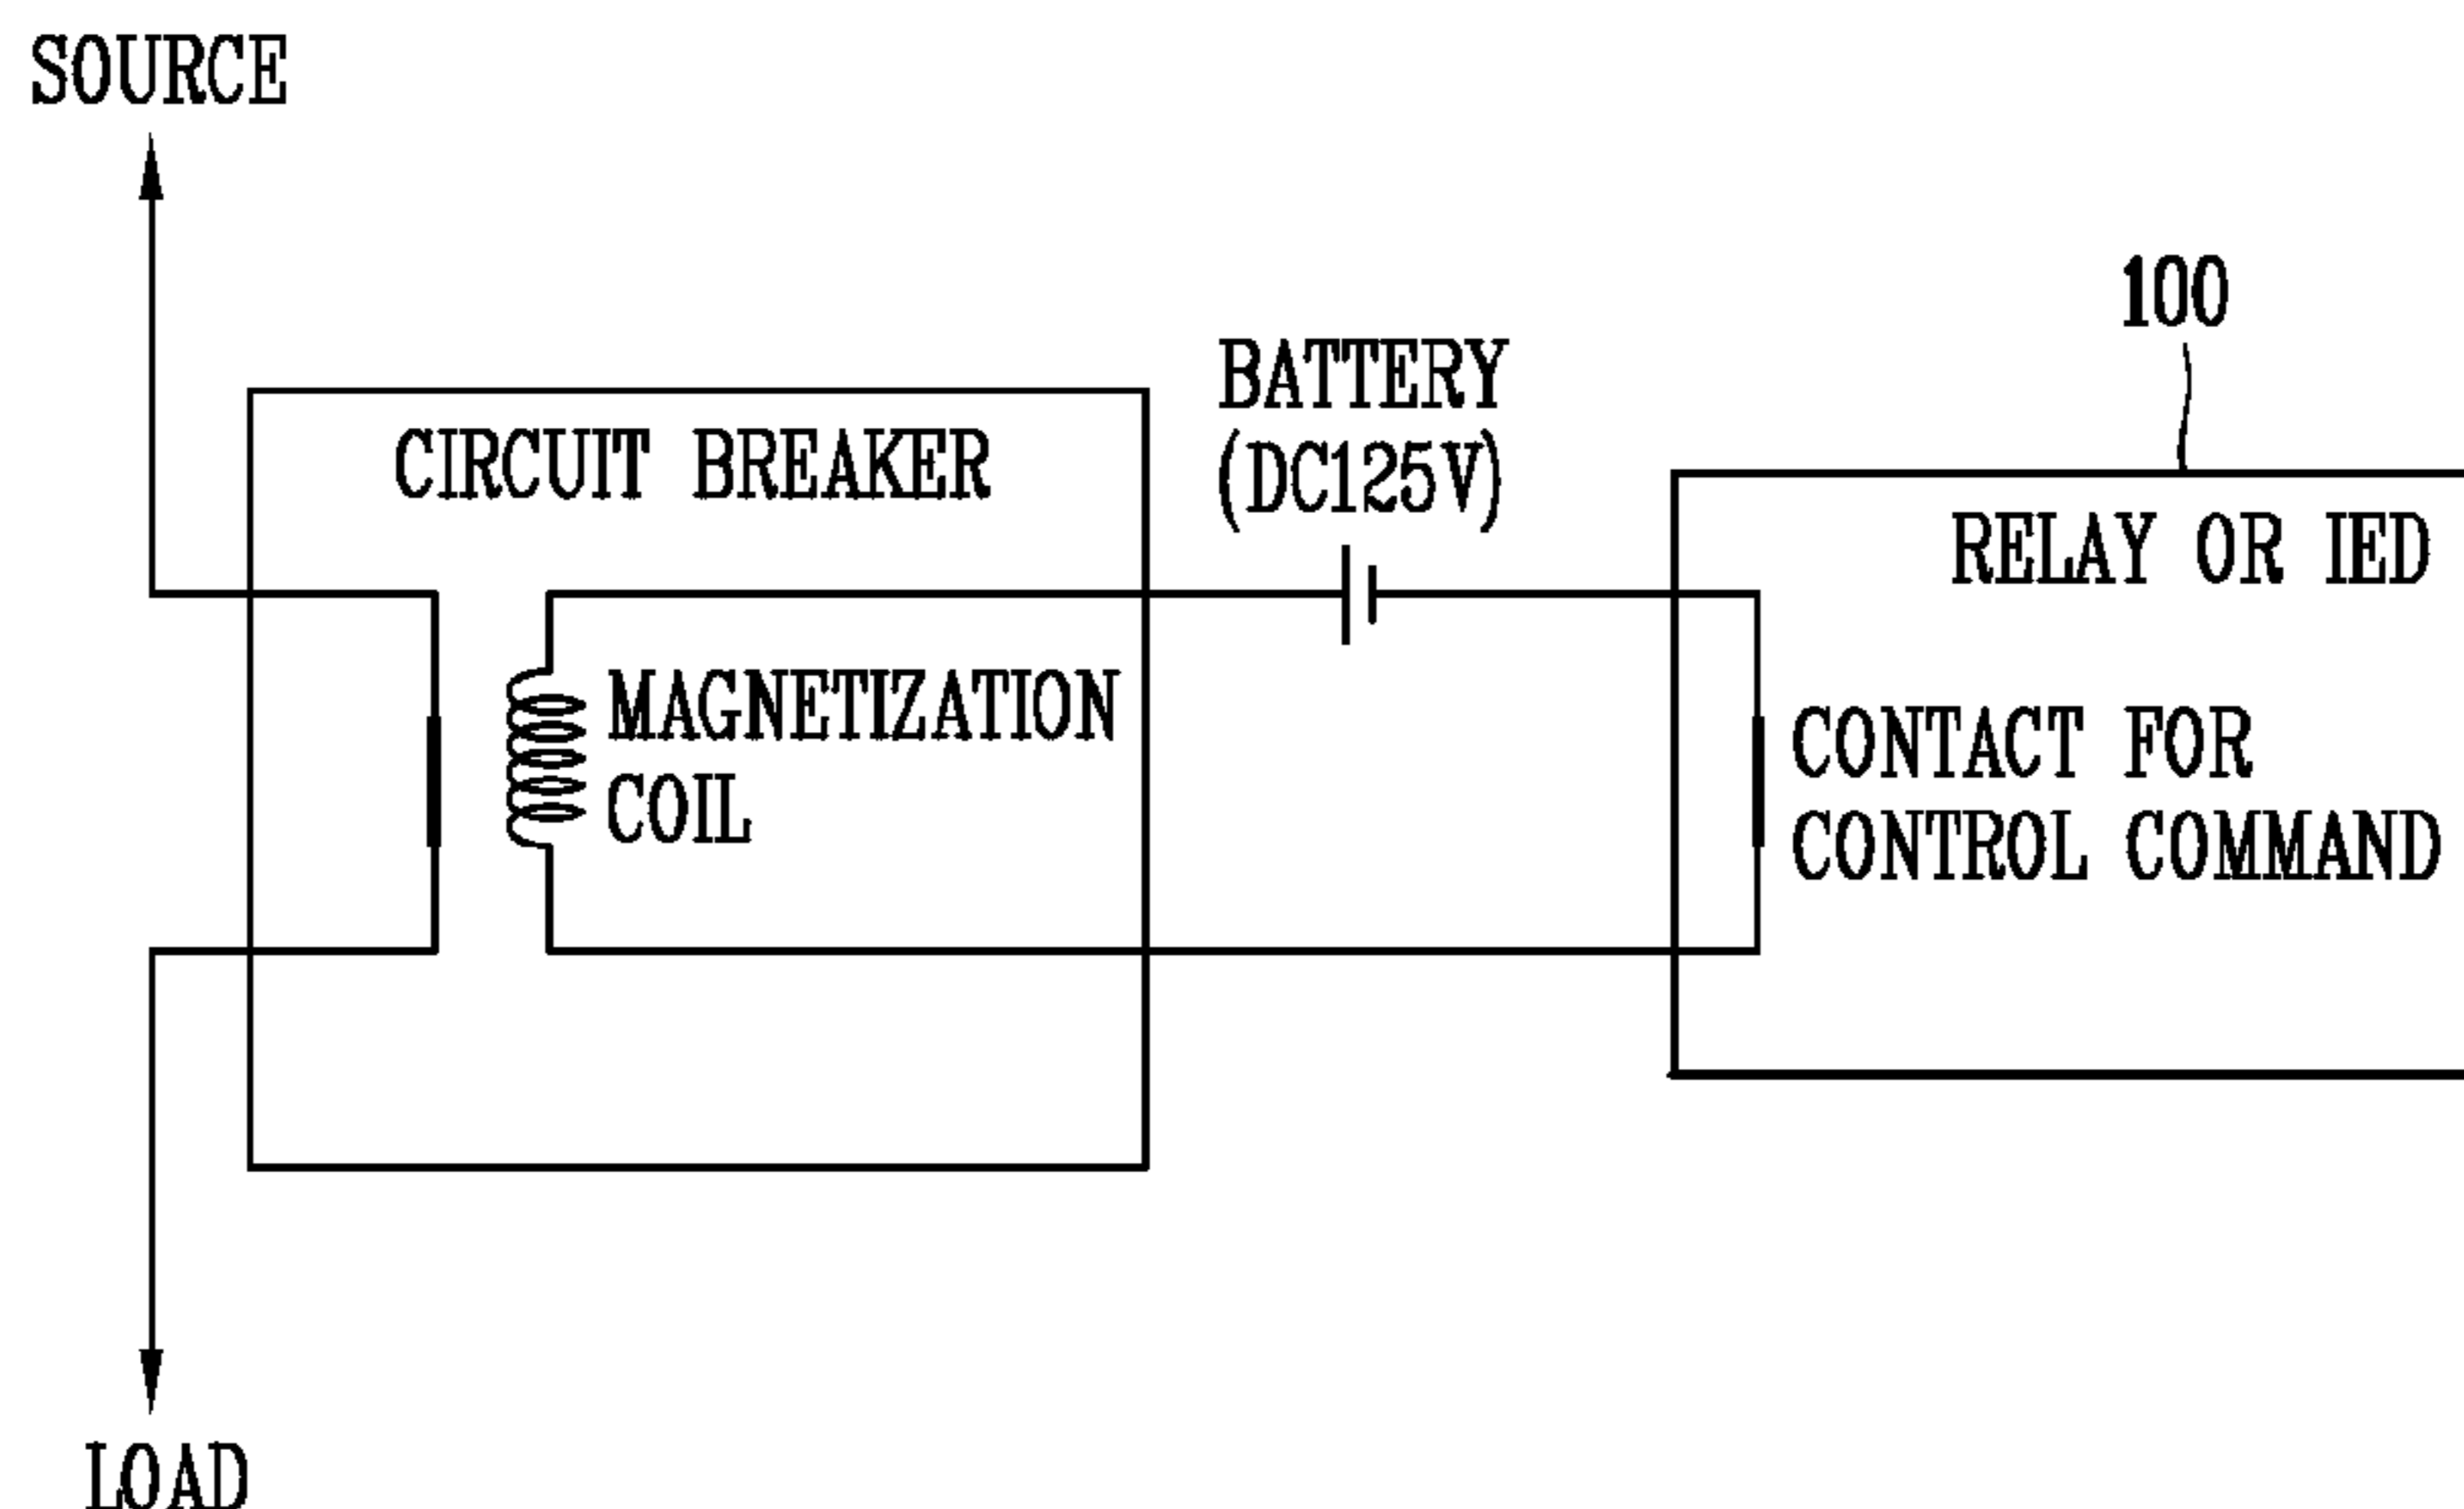 SOURCE
100
BATTERY
(DC125V)
CIRCUIT BREAKER
RELAY OR IED
MAGNETIZATION
COIL
CONTACT FOR
CONTROL COMMAND
LOAD